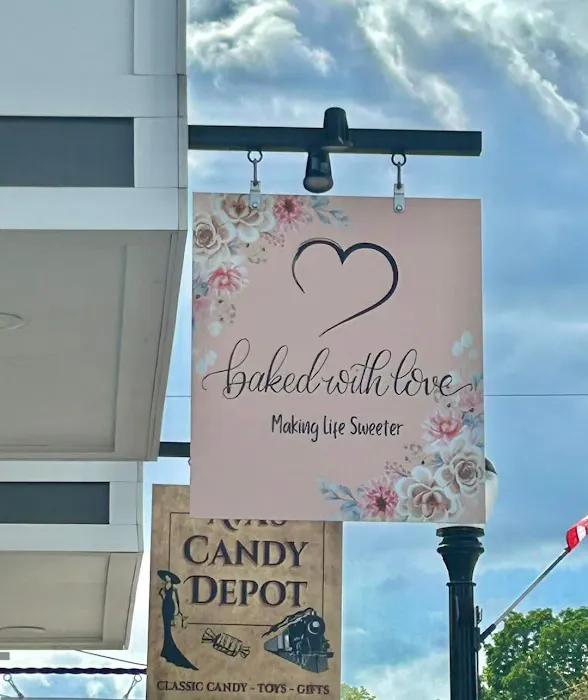 baked with love
Making Life Sweeter
CANDY
DEPOT
CLASSIC CANDY - TOYS - GIFTS